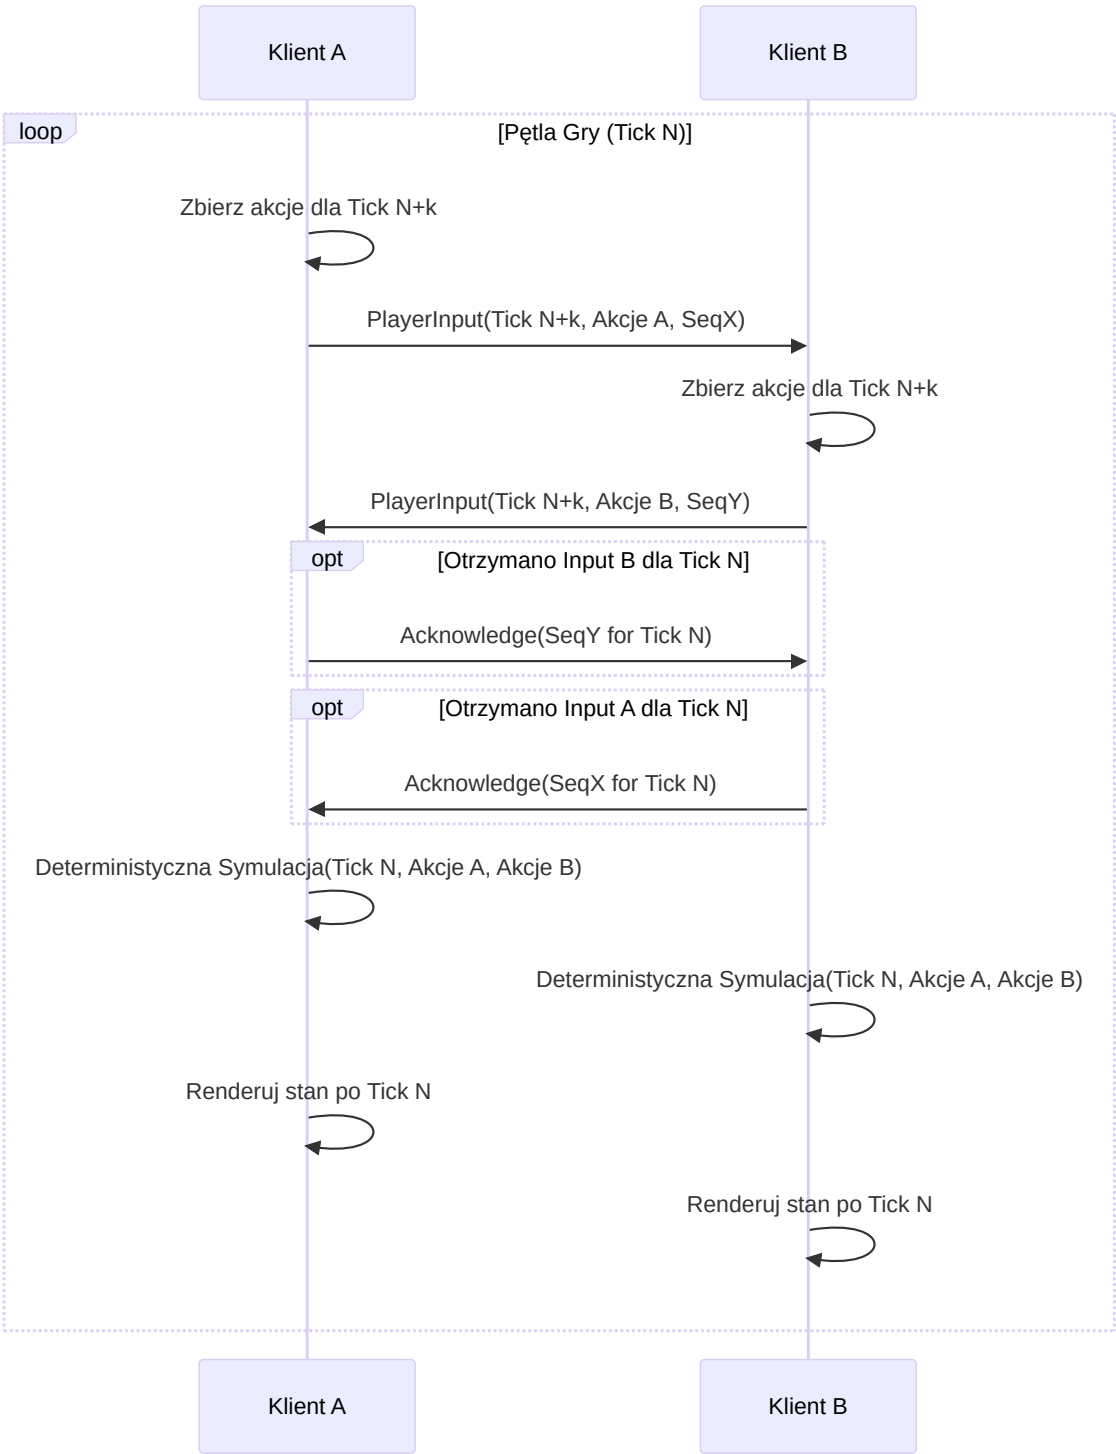 Klient A
Klient B
loop
[Pętla Gry (Tick N)]
Zbierz akcje dla Tick N+k
PlayerInput(Tick N+k, Akcje A, SeqX)
Zbierz akcje dla Tick N+k
PlayerInput(Tick N+k, Akcje B, SeqY)
opt
[Otrzymano Input B dla Tick N]
Acknowledge(SeqY for Tick N)
opt
[Otrzymano Input A dla Tick N]
Acknowledge(SeqX for Tick N)
Deterministyczna Symulacja(Tick N, Akcje A, Akcje B)
Deterministyczna Symulacja(Tick N, Akcje A, Akcje B)
Renderuj stan po Tick N
Renderuj stan po Tick N
Klient A
Klient B